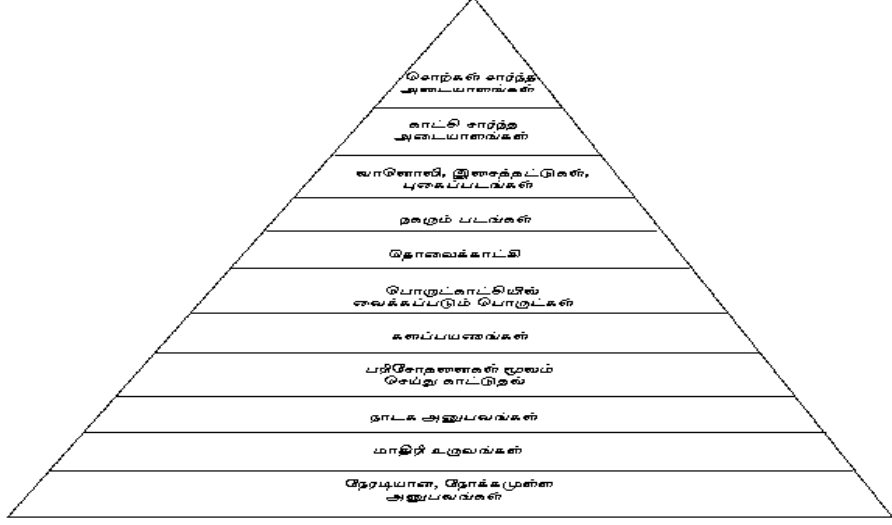 சொற்கள் சார்ந்த
அடையாளங்கள்
காட்சி சார்ந்த
அடையாளங்கள்
வானொலி, இசைத்தட்டுகள்,
புகைப்படங்கள்
நகரும் படங்கள்
தொலைக்காட்சி
பொருட்காட்சியில்
வைக்கப்படும் பொருட்கள்
களப்பயணங்கள்
பரிசோதனைகள் மூலம்
செய்து காட்டுதல்
நாடக அனுபவங்கள்
மாதிரி உருவங்கள்
நேரடியான, நோக்கமுள்ள
அனுபவங்கள்